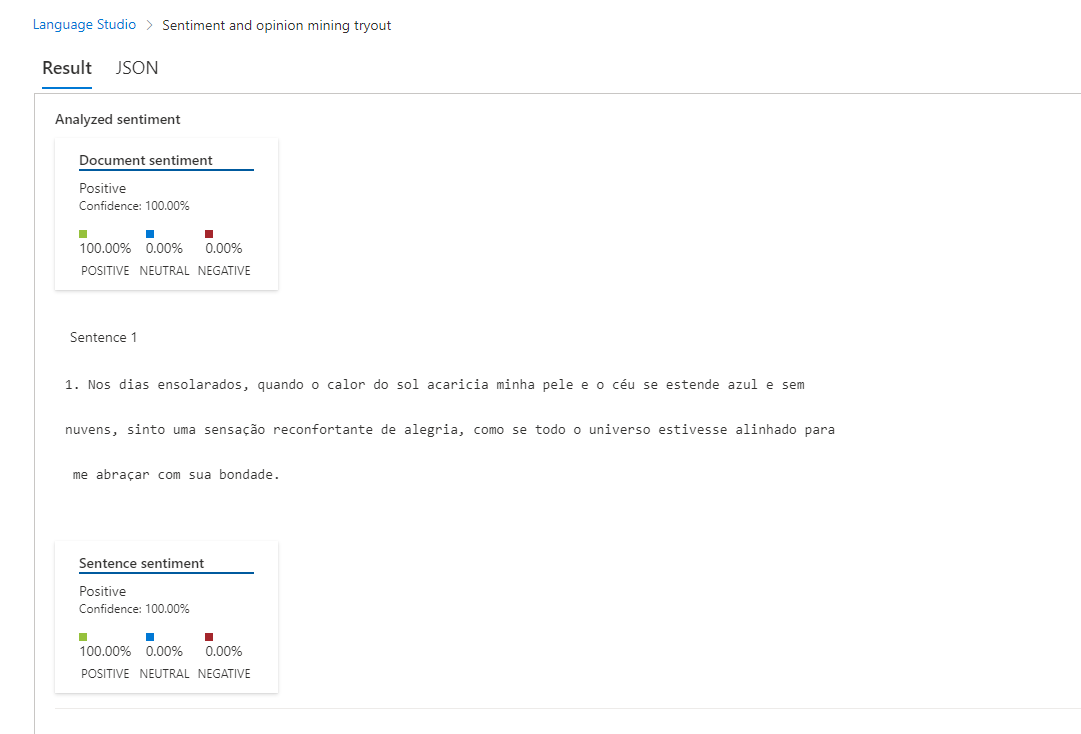 Language Studio > Sentiment and opinion mining tryout
Result JSON
Analyzed sentiment
Document sentiment
Positive
Confidence: 100.00%
100.00% 0.00% 0.00%
POSITIVE NEUTRAL NEGATIVE
Sentence 1
1. Nos dias ensolarados, quando o calor do sol acaricia minha pele e o céu se estende azul e sem
nuvens, sinto uma sensação reconfortante de alegria, como se todo o universo estivesse alinhado para
me abraçar com sua bondade.
Sentence sentiment
Positive
Confidence: 100.00%
100.00% 0.00% 0.00%
POSITIVE NEUTRAL NEGATIVE